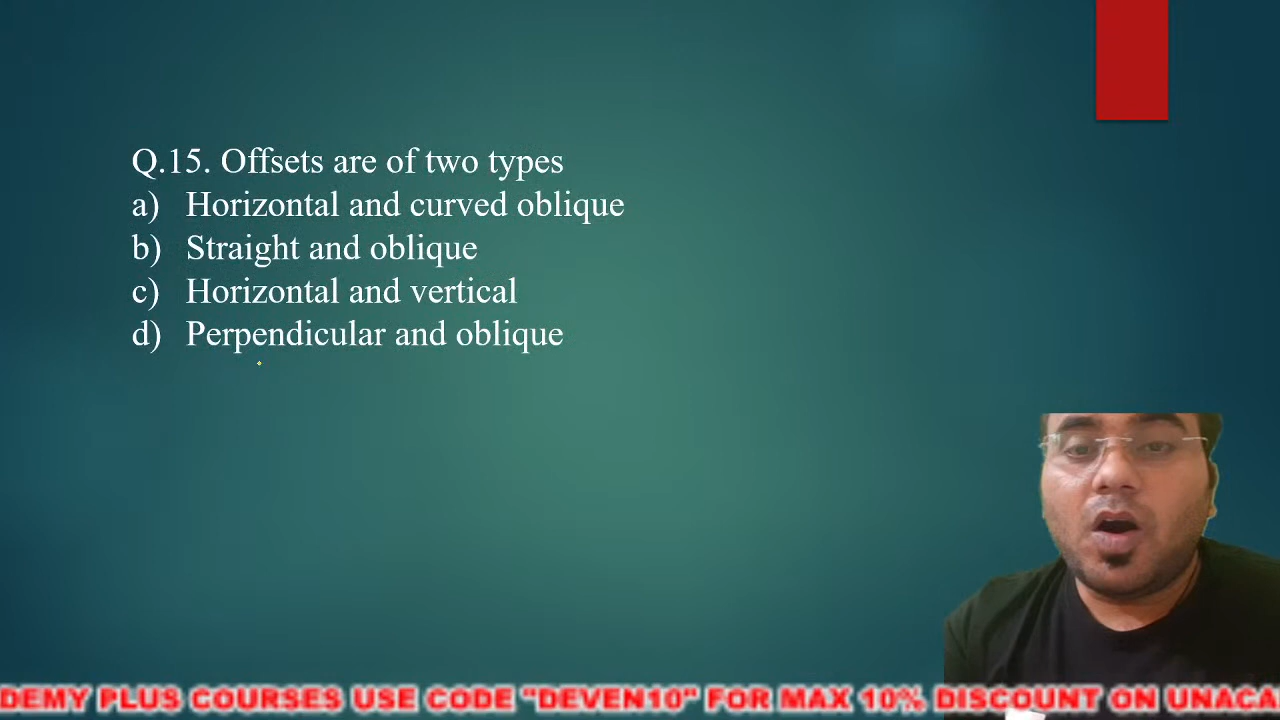 Q.15. Offsets are of two types
a) Horizontal and curved oblique
b) Straight and oblique
c) Horizontal and vertical
d) Perpendicular and oblique
DEMY PLUS COURSES USE CODE "DEVEN10" FOR MAX 10% DISCOUNT ON UNACA